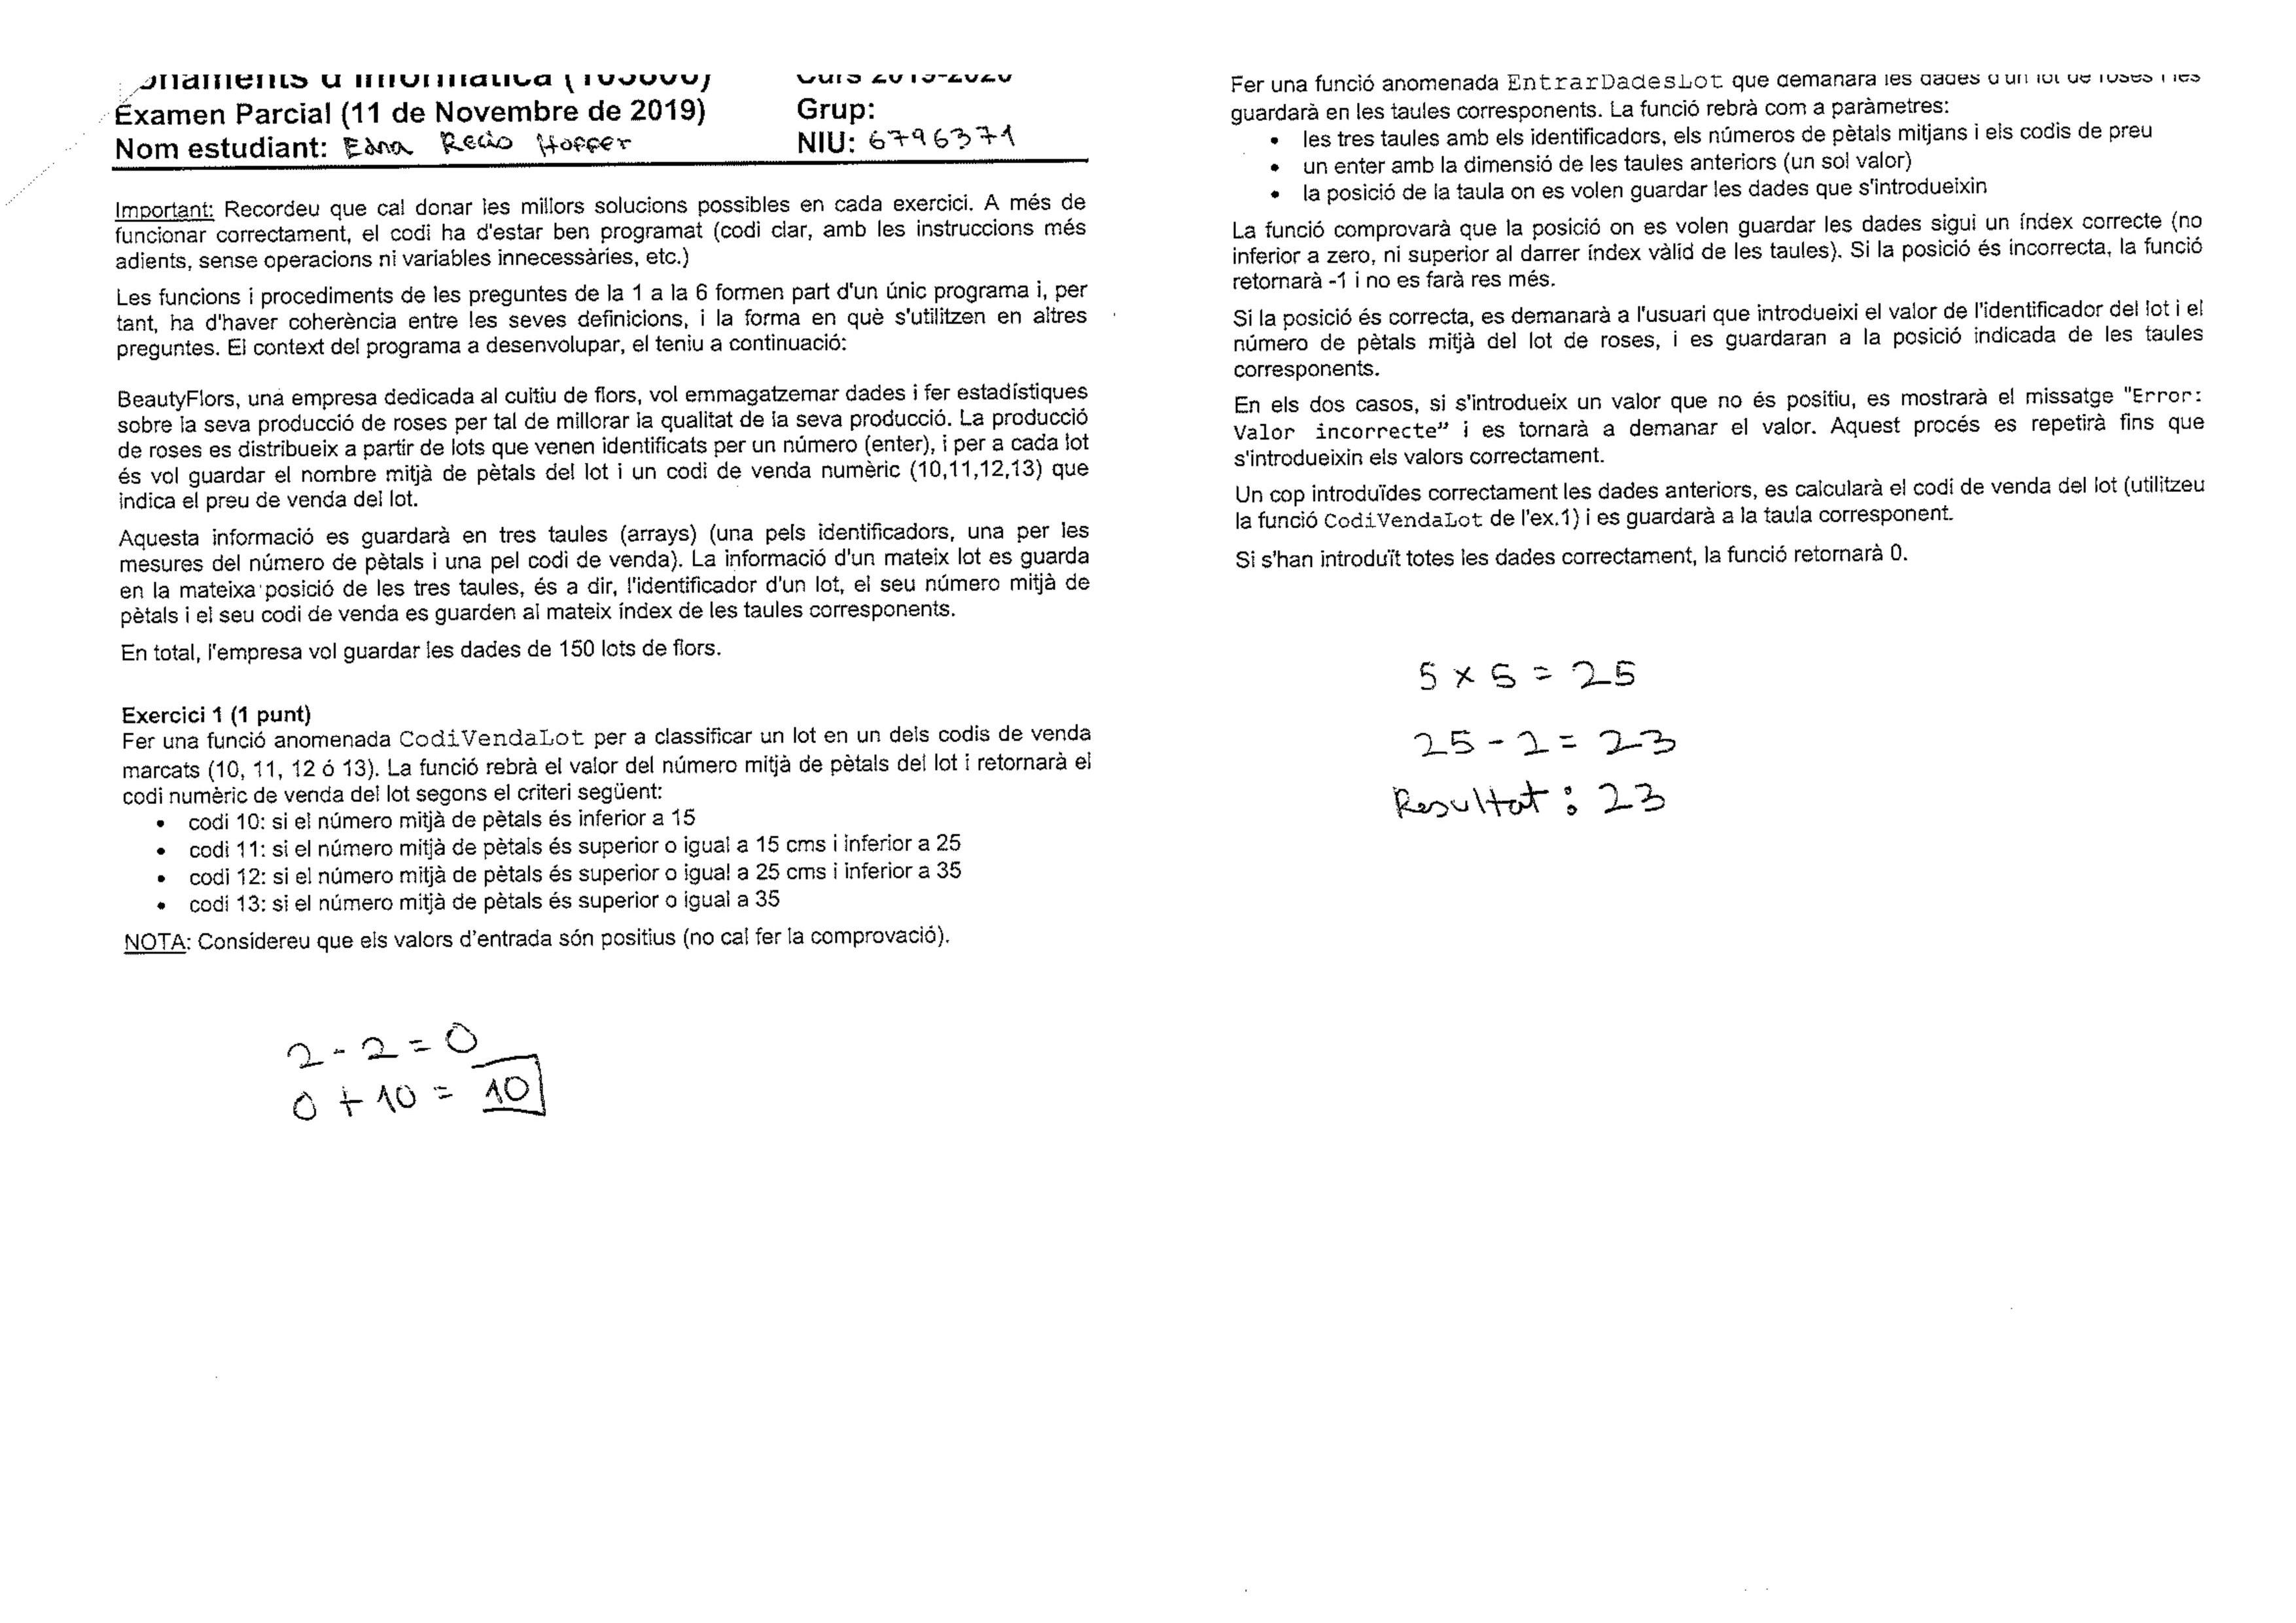 Examen Parcial (11 de Novembre de 2019)
Grup:
Nom estudiant: Edna Recio Hoffer
NIU: 6796371
Important: Recordeu que cal donar les millors solucions possibles en cada exercici. A més de
funcionar correctament, el codi ha d'estar ben programat (codi clar, amb les instruccions més
adients, sense operacions ni variables innecessàries, etc.)
Les funcions i procediments de les preguntes de la 1 a la 6 formen part d'un únic programa i, per
tant, ha d'haver coherència entre les seves definicions, i la forma en què s'utilitzen en altres
preguntes. El context del programa a desenvolupar, el teniu a continuació:
BeautyFlors, una empresa dedicada al cultiu de flors, vol emmagatzemar dades i fer estadístiques
sobre la seva producció de roses per tal de millorar la qualitat de la seva producció. La producció
de roses es distribueix a partir de lots que venen identificats per un número (enter), i per a cada lot
és vol guardar el nombre mitjà de pètals del lot i un codi de venda numèric (10,11,12,13) que
indica el preu de venda del lot.
Aquesta informació es guardarà en tres taules (arrays) (una pels identificadors, una per les
mesures del número de pètals i una pel codi de venda). La informació d'un mateix lot es guarda
en la mateixa posició de les tres taules, és a dir, l'identificador d'un lot, el seu número mitjà de
pètals i el seu codi de venda es guarden al mateix índex de les taules corresponents.
En total, l'empresa vol guardar les dades de 150 lots de flors.
Exercici 1 (1 punt)
Fer una funció anomenada CodiVendaLot per a classificar un lot en un dels codis de venda
marcats (10, 11, 12 ó 13). La funció rebrà el valor del número mitjà de pètals del lot i retornarà el
codi numèric de venda del lot segons el criteri següent:
• codi 10: si el número mitjà de pètals és inferior a 15
• codi 11: si el número mitjà de pètals és superior o igual a 15 cms i inferior a 25
• codi 12: si el número mitjà de pètals és superior o igual a 25 cms i inferior a 35
• codi 13: si el número mitjà de pètals és superior o igual a 35
NOTA: Considereu que els valors d'entrada són positius (no cal fer la comprovació).
2 - 2 = 0
0 + 10 = 10
Fer una funció anomenada EntrarDadesLot que demanarà les dades d'un lot de roses i les
guardarà en les taules corresponents. La funció rebrà com a paràmetres:
• les tres taules amb els identificadors, els números de pètals mitjans i els codis de preu
• un enter amb la dimensió de les taules anteriors (un sol valor)
• la posició de la taula on es volen guardar les dades que s'introdueixin
La funció comprovarà que la posició on es volen guardar les dades sigui un índex correcte (no
inferior a zero, ni superior al darrer índex vàlid de les taules). Si la posició és incorrecta, la funció
retornarà -1 i no es farà res més.
Si la posició és correcta, es demanarà a l'usuari que introdueixi el valor de l'identificador del lot i el
número de pètals mitjà del lot de roses, i es guardaran a la posició indicada de les taules
corresponents.
En els dos casos, si s'introdueix un valor que no és positiu, es mostrarà el missatge "Error:
Valor incorrecte" i es tornarà a demanar el valor. Aquest procés es repetirà fins que
s'introdueixin els valors correctament.
Un cop introduïdes correctament les dades anteriors, es calcularà el codi de venda del lot (utilitzeu
la funció CodiVendaLot de l'ex.1) i es guardarà a la taula corresponent.
Si s'han introduït totes les dades correctament, la funció retornarà 0.
5 x 5 = 25
25 - 2 = 23
Resultat: 23